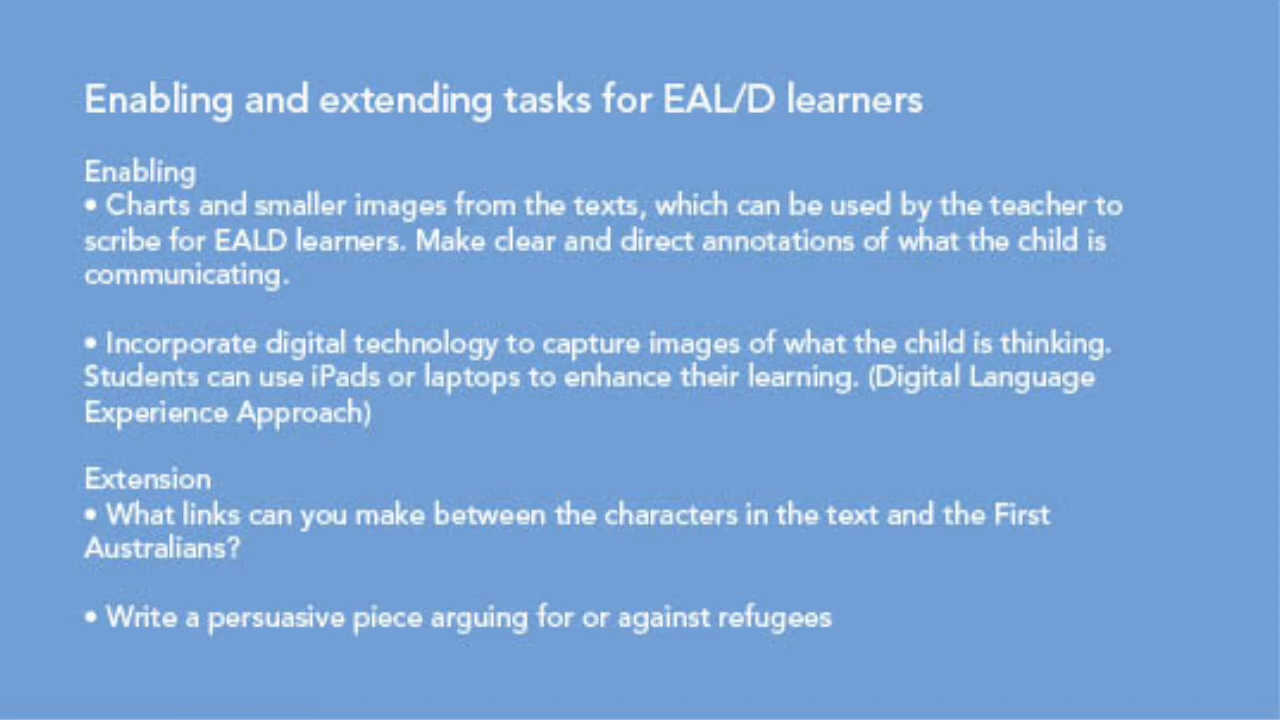 Enabling and extending tasks for EAL/D learners
Enabling
• Charts and smaller images from the texts, which can be used by the teacher to
scribe for EALD learners. Make clear and direct annotations of what the child is
communicating.
• Incorporate digital technology to capture images of what the child is thinking.
Students can use iPads or laptops to enhance their learning. (Digital Language
Experience Approach)
Extension
• What links can you make between the characters in the text and the First
Australians?
• Write a persuasive piece arguing for or against refugees